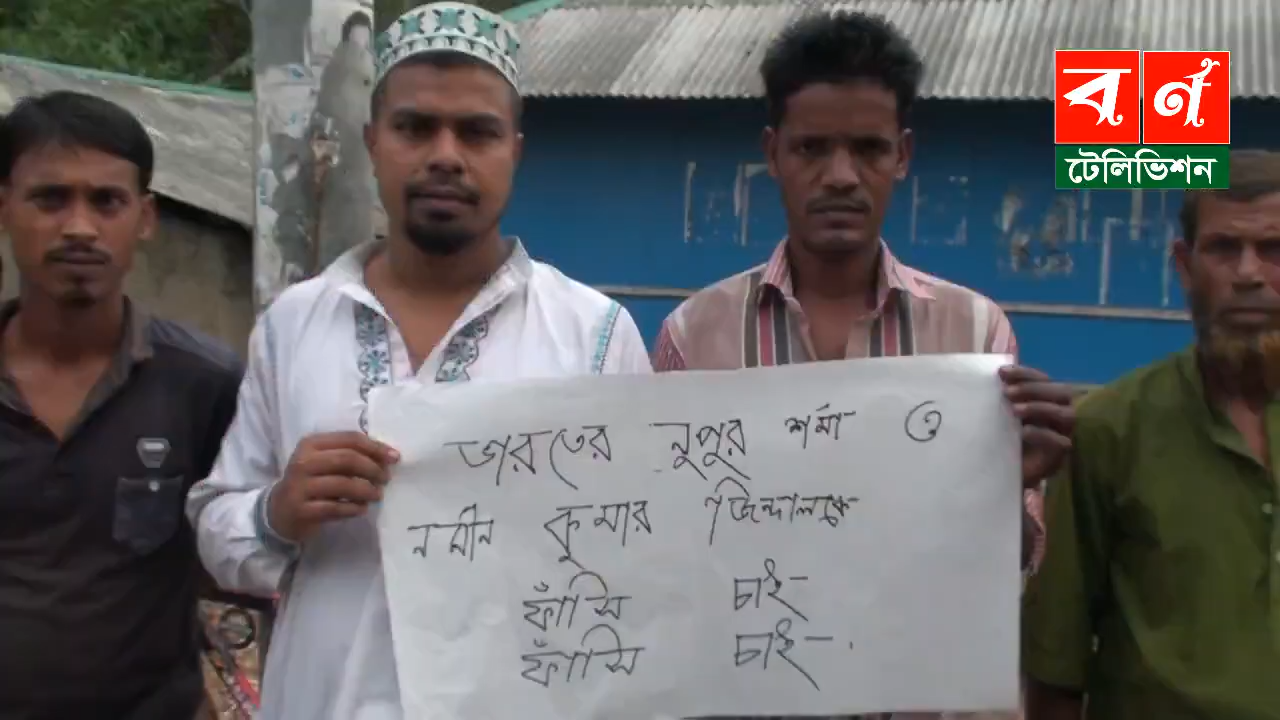 বর্ণ
টেলিভিশন
ভারতের নুপুর শর্মা ও
নবীন কুমার জিন্দালকে
ফাঁসি চাই
ফাঁসি চাই